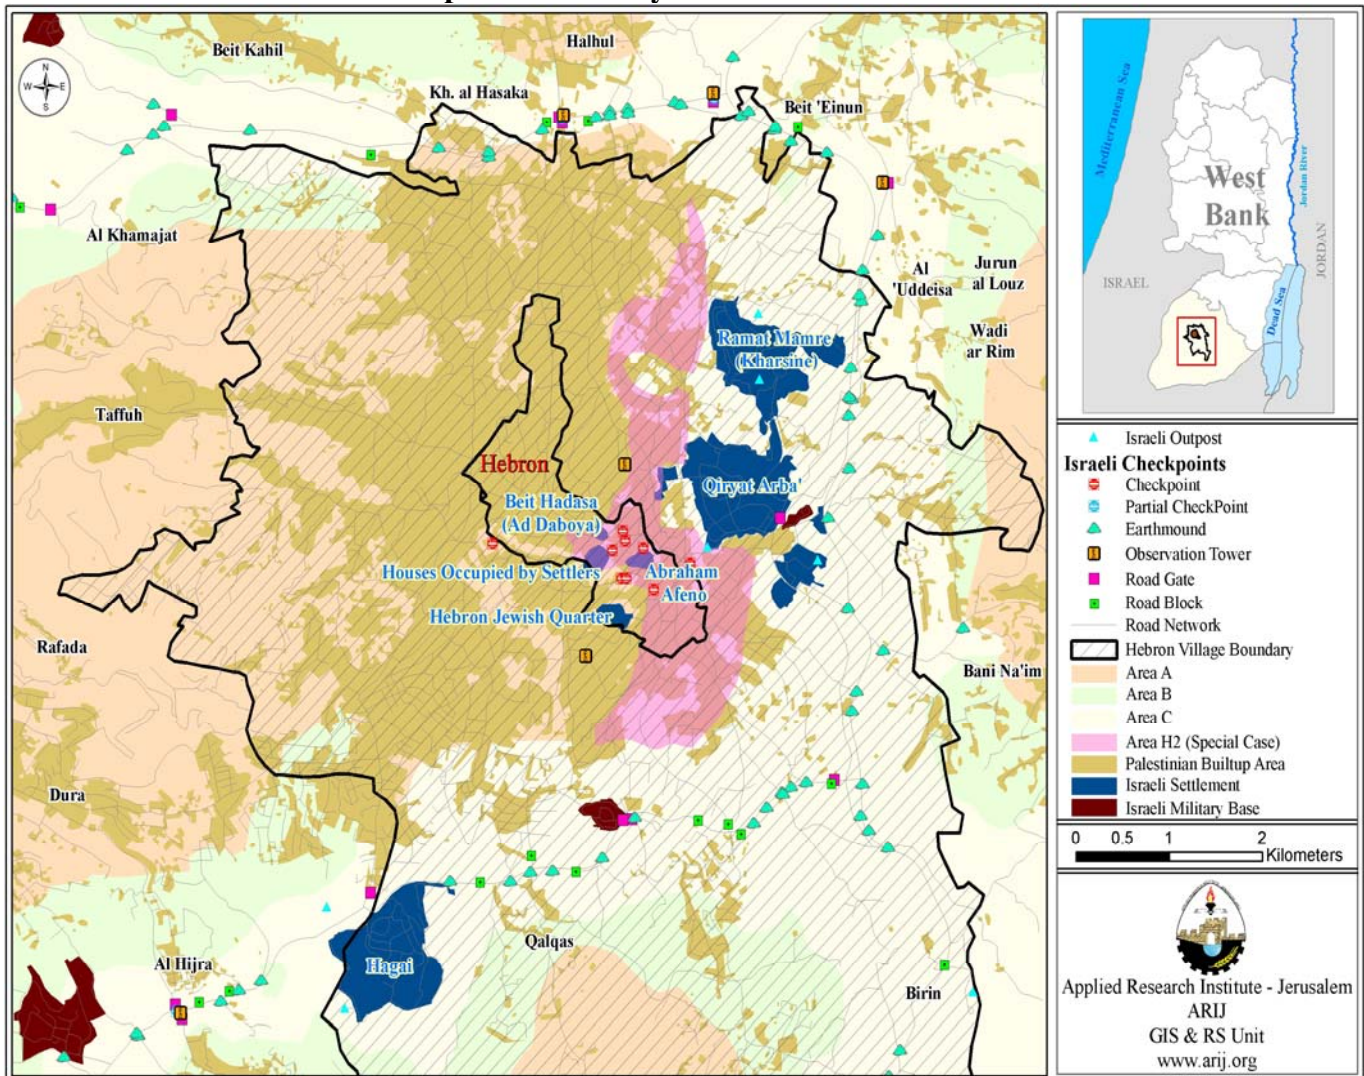 Beit Kahil
Halhul
Kh. al Hasaka
Beit 'Einun
N
W E
S
Al Khamajat
Al
'Uddeisa
Jurun
al Louz
Wadi
ar Rim
Ramat Mamre
(Kharsine)
Taffuh
Hebron
Qiryat Arba'
Beit Hadasa
(Ad Daboya)
Houses Occupied by Settlers
Abraham
Afeno
Hebron Jewish Quarter
Rafada
Bani Na'im
Dura
Qalqas
Al Hijra
Hagai
Birin
Mediterranean Sea
West
Bank
Jordan River
JORDAN
ISRAEL
Dead Sea
Israeli Outpost
Israeli Checkpoints
Checkpoint
Partial CheckPoint
Earthmound
Observation Tower
Road Gate
Road Block
Road Network
Hebron Village Boundary
Area A
Area B
Area C
Area H2 (Special Case)
Palestinian Builtup Area
Israeli Settlement
Israeli Military Base
0 0.5 1 2
Kilometers
Applied Research Institute - Jerusalem
ARIJ
GIS & RS Unit
www.arij.org